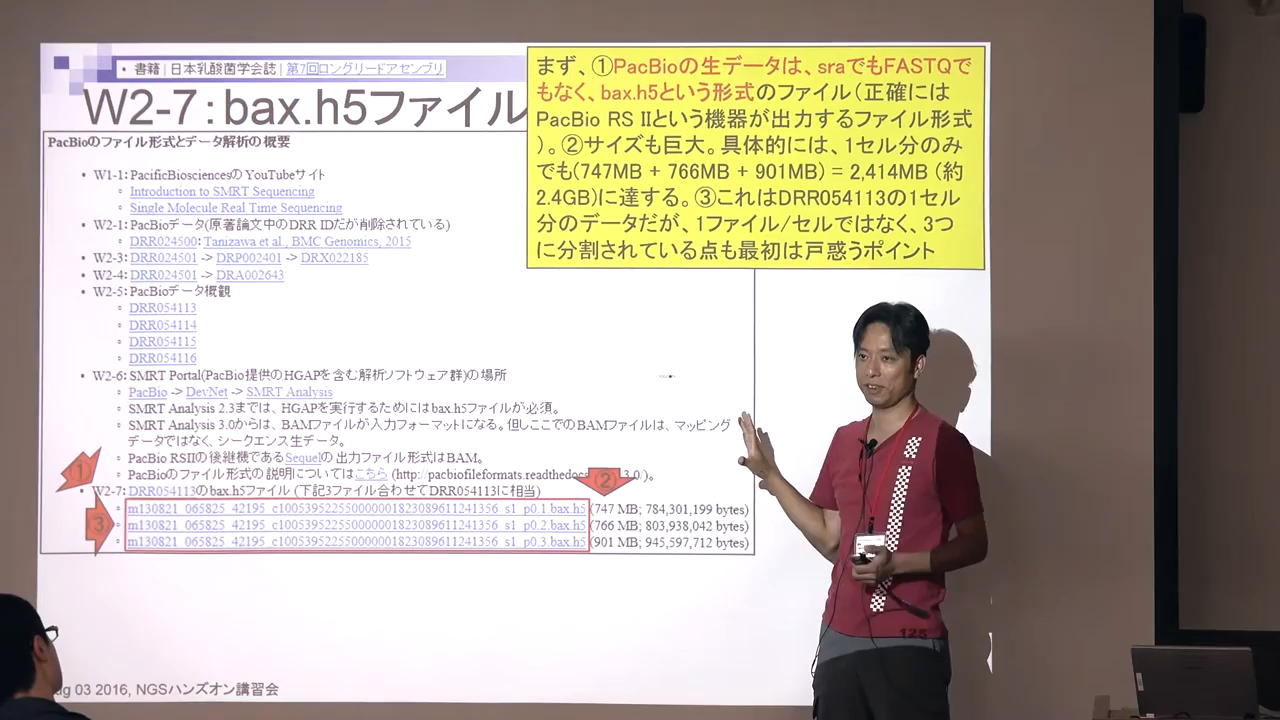 • 書籍 | 日本乳酸菌学会誌 | 第7回ロングリードアセンブリ
W2-7：bax.h5ファイル
まず、①PacBioの生データは、sraでもFASTQで
もなく、bax.h5という形式のファイル（正確には
PacBio RS IIという機器が出力するファイル形式
）。②サイズも巨大。具体的には、1セル分のみ
でも(747MB + 766MB + 901MB) = 2,414MB (約
2.4GB)に達する。③これはDRR054113の1セル
分のデータだが、1ファイル/セルではなく、3つ
に分割されている点も最初は戸惑うポイント
PacBioのファイル形式とデータ解析の概要
• W1-1: PacificBiosciencesの YouTubeサイト
◦ Introduction to SMRT Sequencing
◦ Single Molecule Real Time Sequencing
• W2-1: PacBioデータ(原著論文中のDRR IDだが削除されている)
◦ DRR024500: Tanizawa et al., BMC Genomics, 2015
• W2-3: DRR024501 -> DRP002401 -> DRX022185
• W2-4: DRR024501 -> DRA002643
• W2-5: PacBioデータ概観
◦ DRR054113
◦ DRR054114
◦ DRR054115
◦ DRR054116
• W2-6: SMRT Portal(PacBio提供のHGAPを含む解析ソフトウェア群)の場所
◦ PacBio -> DevNet -> SMRT Analysis
◦ SMRT Analysis 2.3までは、HGAPを実行するためにはbax.h5ファイルが必須。
◦ SMRT Analysis 3.0からは、BAMファイルが入力フォーマットになる。但しここでのBAMファイルは、マッピング
データではなく、シークエンス生データ。
◦ PacBio RSIIの後継機であるSequelの出力ファイル形式はBAM。
◦ PacBioのファイル形式の説明についてはこちら (http://pacbiofileformats.readthedocs 3.0/)。
① ②
W2-7: DRR054113のbax.h5ファイル (下記3ファイル合わせてDRR054113に相当)
③
◦ m130821_065825_42195_c100539522550000001823089611241356_s1_p0.1.bax.h5 (747 MB; 784,301,199 bytes)
◦ m130821_065825_42195_c100539522550000001823089611241356_s1_p0.2.bax.h5 (766 MB; 803,938,042 bytes)
◦ m130821_065825_42195_c100539522550000001823089611241356_s1_p0.3.bax.h5 (901 MB; 945,597,712 bytes)
125
ug 03 2016, NGSハンズオン講習会